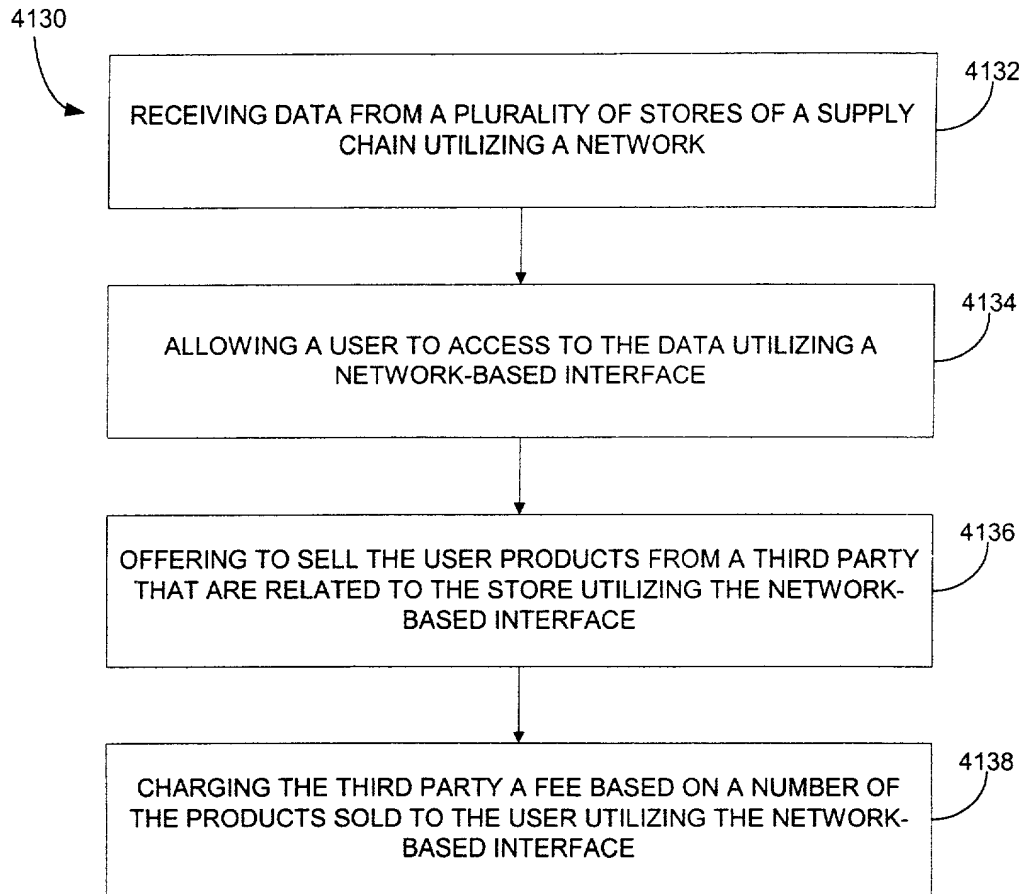 4130
4132
RECEIVING DATA FROM A PLURALITY OF STORES OF A SUPPLY
CHAIN UTILIZING A NETWORK
4134
ALLOWING A USER TO ACCESS TO THE DATA UTILIZING A
NETWORK-BASED INTERFACE
4136
OFFERING TO SELL THE USER PRODUCTS FROM A THIRD PARTY
THAT ARE RELATED TO THE STORE UTILIZING THE NETWORK-
BASED INTERFACE
4138
CHARGING THE THIRD PARTY A FEE BASED ON A NUMBER OF
THE PRODUCTS SOLD TO THE USER UTILIZING THE NETWORK-
BASED INTERFACE